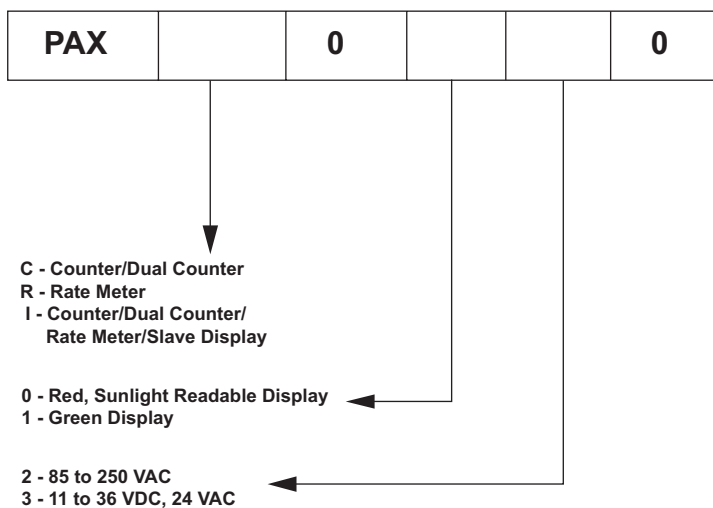 PAX 0 0
C - Counter/Dual Counter
R - Rate Meter
I - Counter/Dual Counter/
Rate Meter/Slave Display
0 - Red, Sunlight Readable Display
1 - Green Display
2 - 85 to 250 VAC
3 - 11 to 36 VDC, 24 VAC